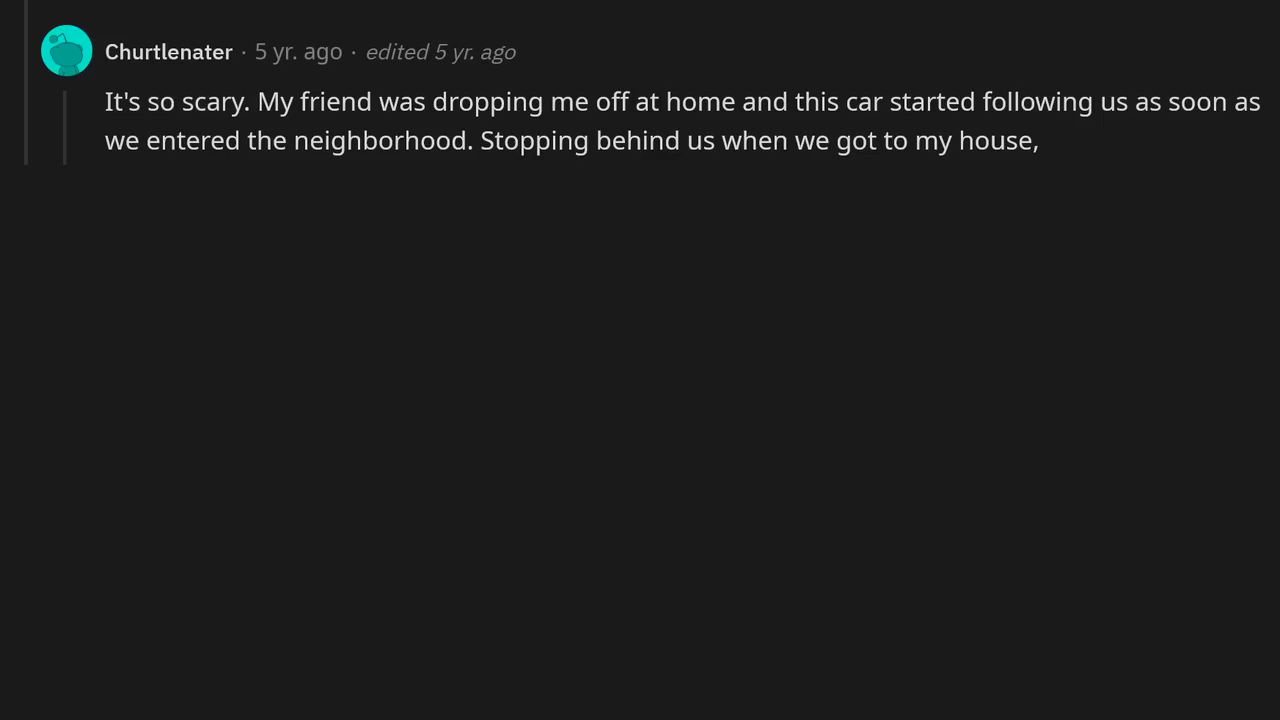 Churtlenater · 5 yr. ago · edited 5 yr. ago
It's so scary. My friend was dropping me off at home and this car started following us as soon as
we entered the neighborhood. Stopping behind us when we got to my house,